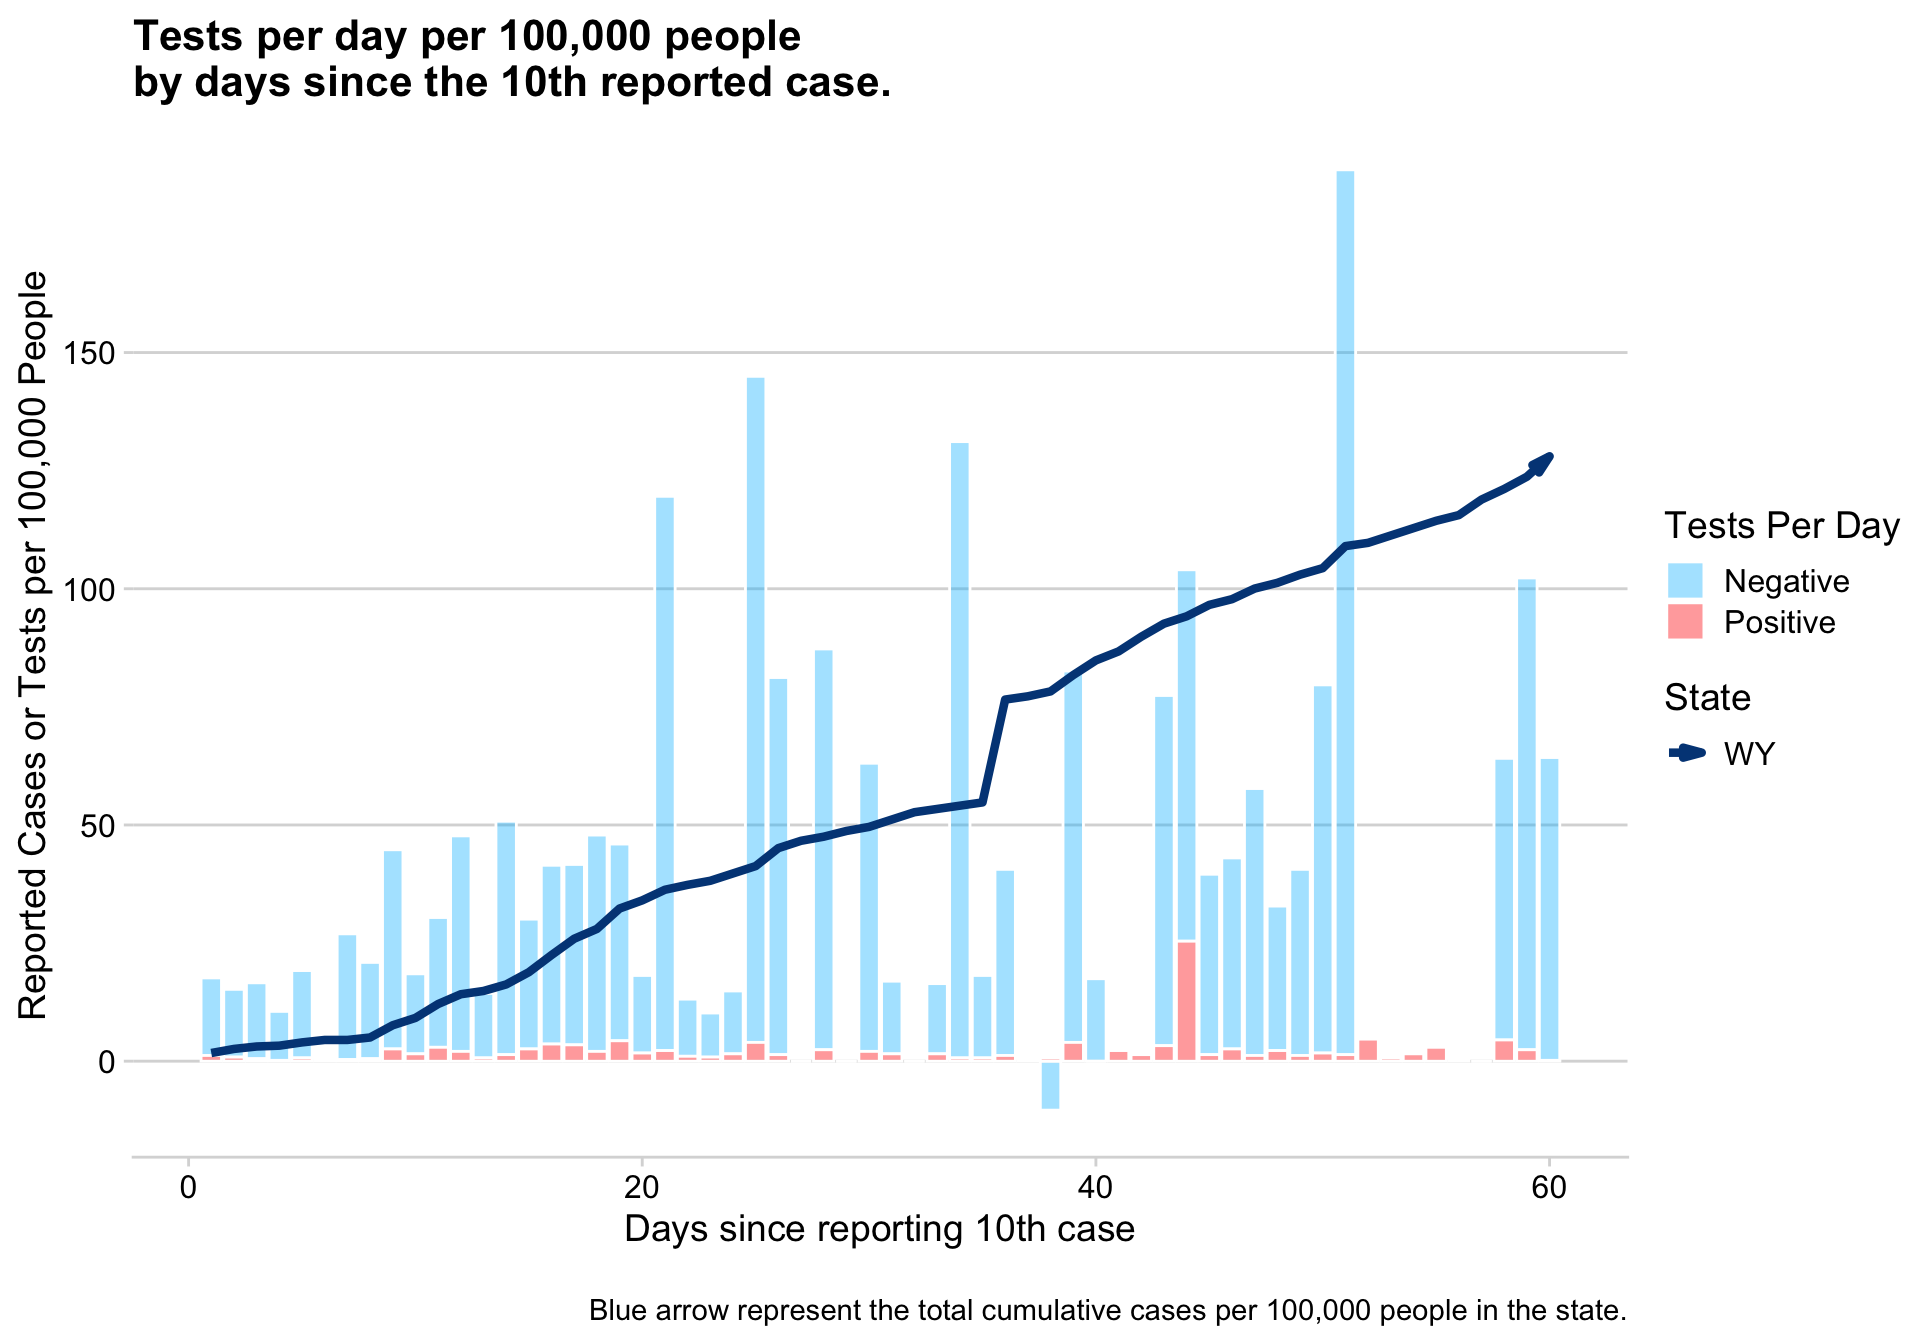 Tests per day per 100,000 people
by days since the 10th reported case.
Reported Cases or Tests per 100,000 People
150
100
50
0
0
20
40
60
Days since reporting 10th case
Tests Per Day
Negative
Positive
State
WY
Blue arrow represent the total cumulative cases per 100,000 people in the state.